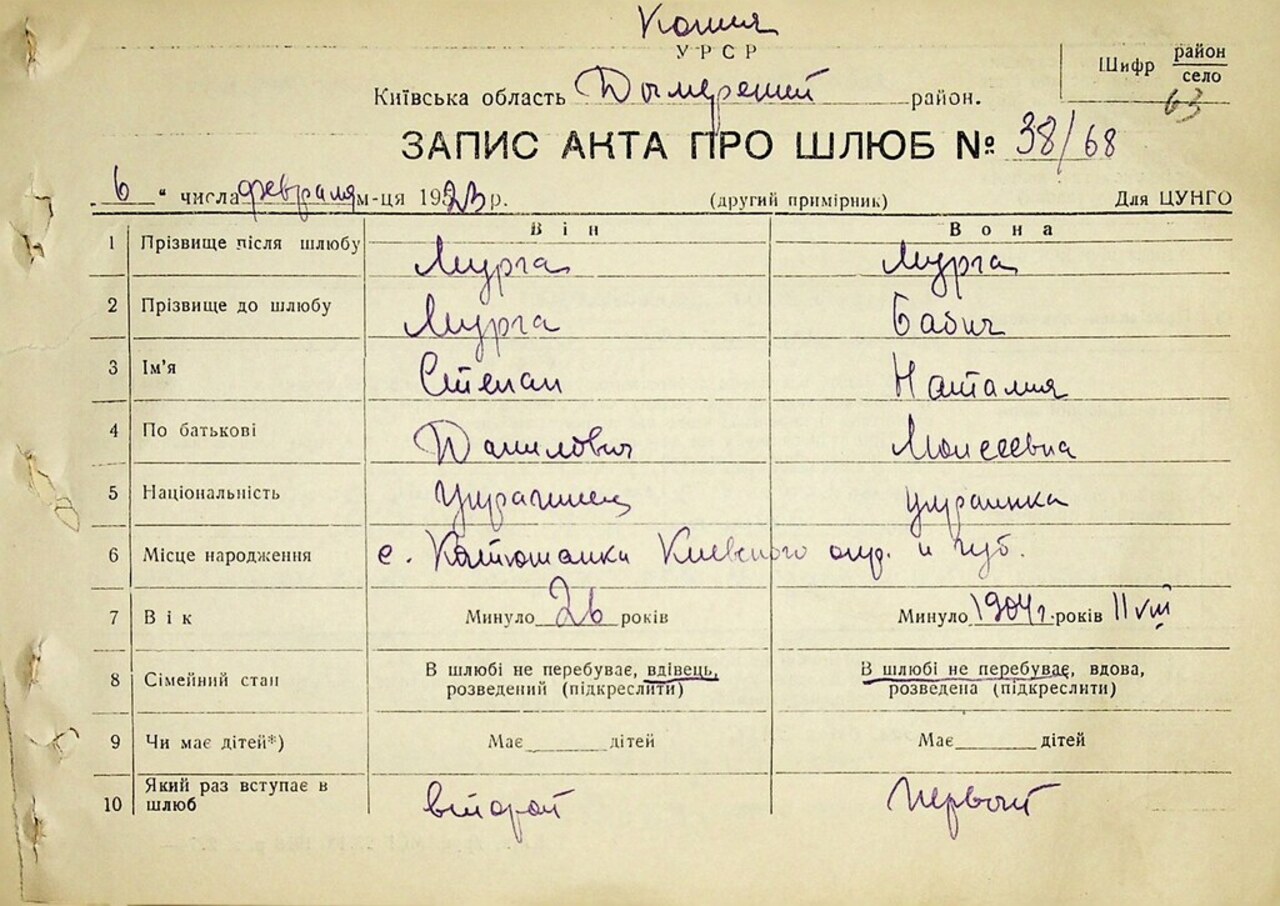 Копия
УРСР
Шифр район
село
63
Київська область Дымерский район.
ЗАПИС АКТА ПРО ШЛЮБ № 38/68
6 " числа февраля м-ця 1923 р. (другий примірник) Для ЦУНГО
Він Вона
1 Прізвище після шлюбу Мурга Мурга
2 Прізвище до шлюбу Мурга Бабич
3 Ім'я Степан Наталия
4 По батькові Данилович Моисеевна
5 Національність Украинец украинка
6 Місце народження с. Катюшанки Киевского окр. и губ.
7 Вік Минуло 26 років Минуло 1904 г. років 11 VIII
8 Сімейний стан В шлюбі не перебуває, вдівець, В шлюбі не перебуває, вдова,
розведений (підкреслити) розведена (підкреслити)
9 Чи має дітей*) Має дітей Має дітей
10 Який раз вступає в шлюб второй первый